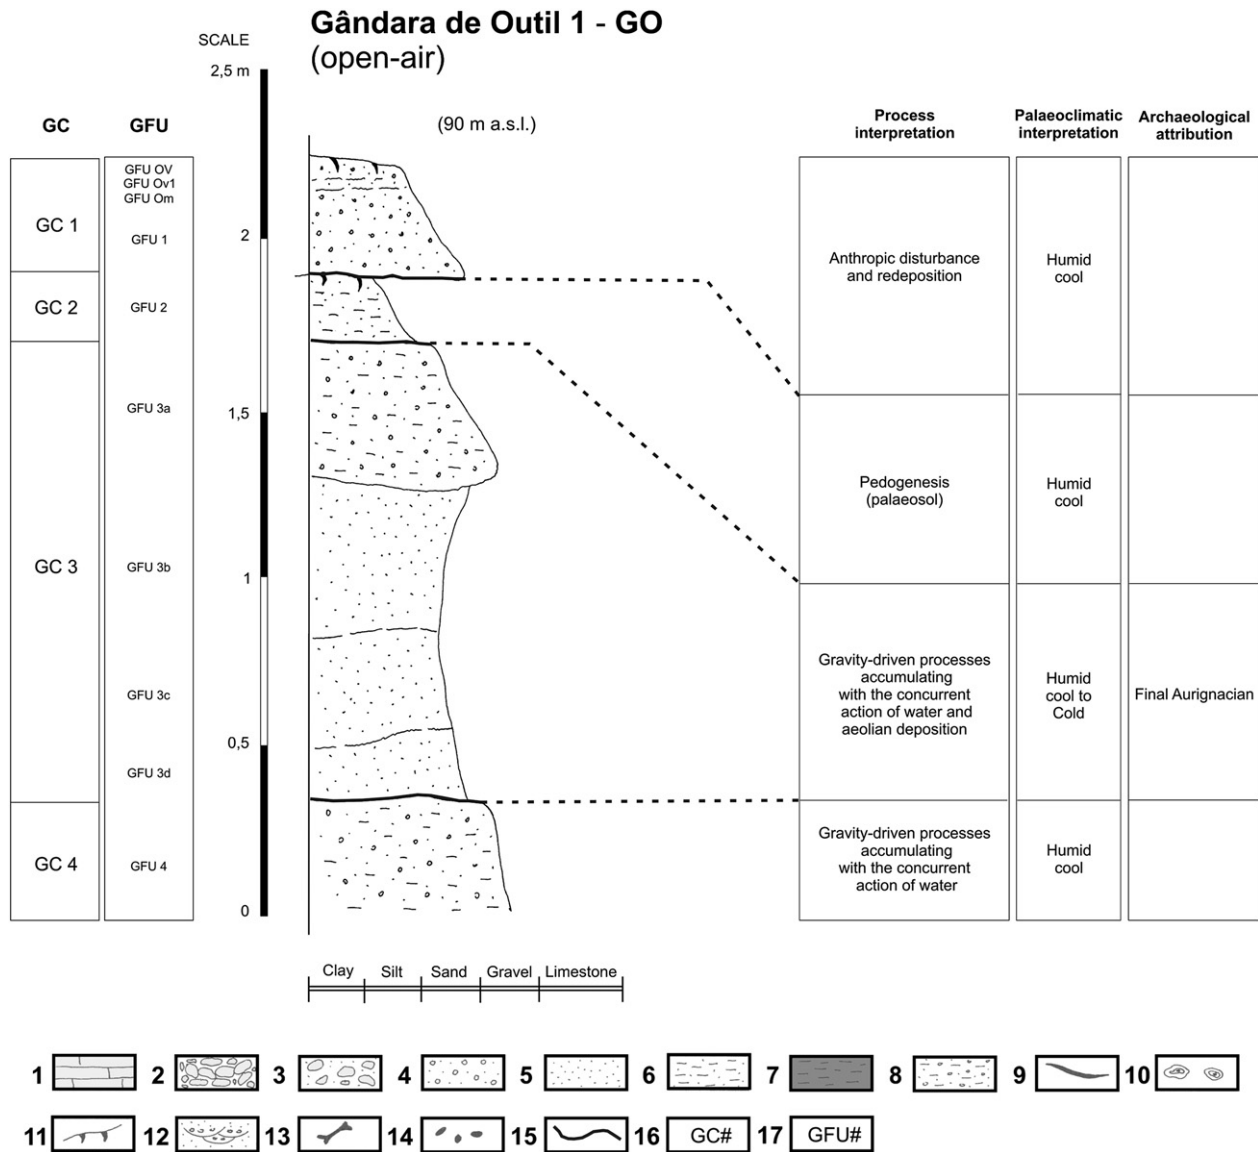 Gândara de Outil 1 - GO
(open-air)
SCALE
2,5 m
(90 m a.s.l.)
GC
GFU
Process
interpretation
Palaeoclimatic
interpretation
Archaeological
attribution
GC 1
GFU OV
GFU Ov1
GFU Om
GFU 1
2
Anthropic disturbance
and redeposition
Humid
cool
GC 2
GFU 2
GFU 3a
1,5
Pedogenesis
(palaeosol)
Humid
cool
GC 3
GFU 3b
1
GFU 3c
0,5
GFU 3d
Gravity-driven processes
accumulating
with the concurrent
action of water and
aeolian deposition
Humid
cool to
Cold
Final Aurignacian
GC 4
GFU 4
0
Gravity-driven processes
accumulating
with the concurrent
action of water
Humid
cool
Clay Silt Sand Gravel Limestone
1 2 3 4 5 6 7 8 9 10
11 12 13 14 15 16 GC# 17 GFU#